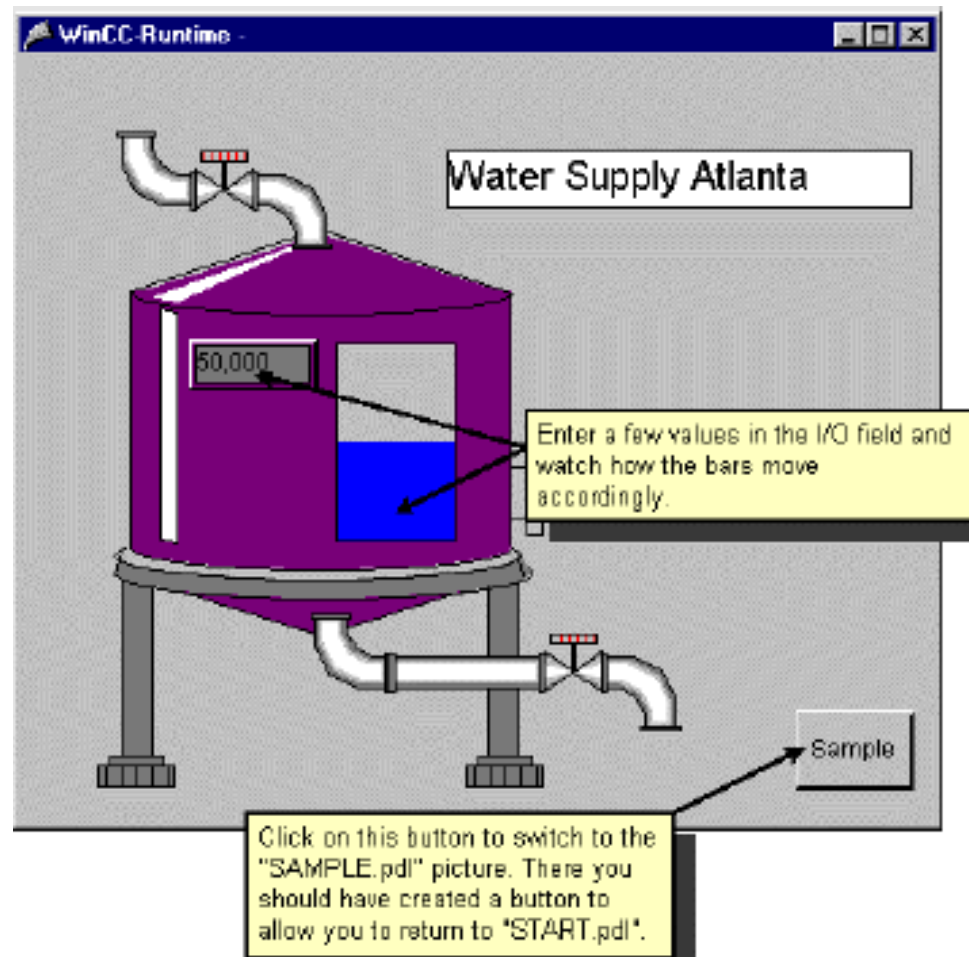 WinCC-Runtime -
Water Supply Atlanta
50,000
Enter a few values in the I/O field and
watch how the bars move
accordingly.
Sample
Click on this button to switch to the
"SAMPLE.pdl" picture. There you
should have created a button to
allow you to return to "START.pdl".